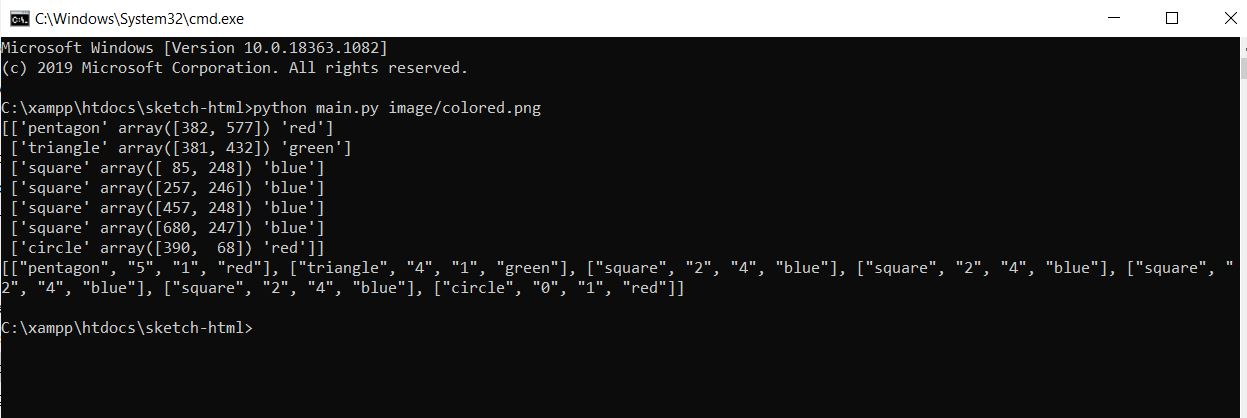 C:\Windows\System32\cmd.exe
Microsoft Windows [Version 10.0.18363.1082]
(c) 2019 Microsoft Corporation. All rights reserved.
C:\xampp\htdocs\sketch-html>python main.py image/colored.png
[['pentagon' array([382, 577]) 'red']
 ['triangle' array([381, 432]) 'green']
 ['square' array([ 85, 248]) 'blue']
 ['square' array([257, 246]) 'blue']
 ['square' array([457, 248]) 'blue']
 ['square' array([680, 247]) 'blue']
 ['circle' array([390,  68]) 'red']]
[["pentagon", "5", "1", "red"], ["triangle", "4", "1", "green"], ["square", "2", "4", "blue"], ["square", "2", "4", "blue"], ["square", "
2", "4", "blue"], ["square", "2", "4", "blue"], ["circle", "0", "1", "red"]]
C:\xampp\htdocs\sketch-html>